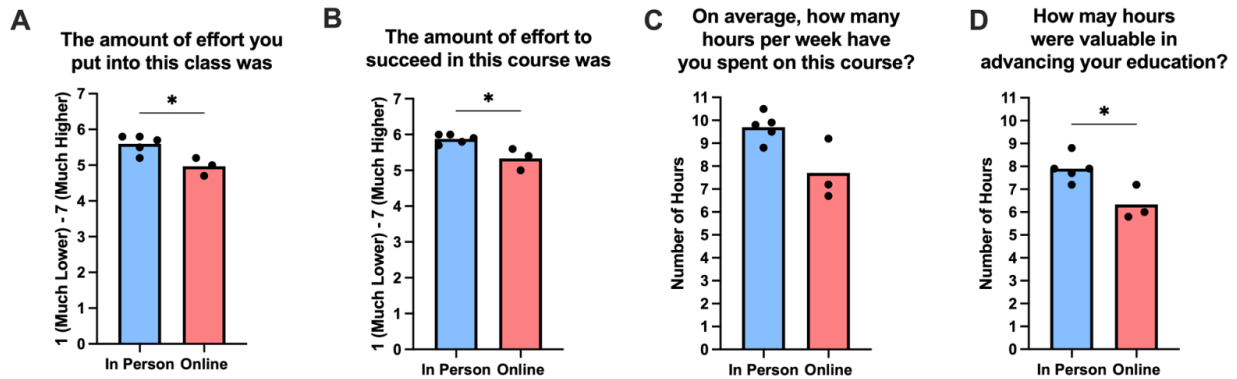 A
The amount of effort you
put into this class was
*
1 (Much Lower) - 7 (Much Higher)
7
6
5
4
3
2
1
0
In Person Online
B
The amount of effort to
succeed in this course was
*
1 (Much Lower) - 7 (Much Higher)
7
6
5
4
3
2
1
0
In Person Online
C
On average, how many
hours per week have
you spent on this course?
Number of Hours
11
10
9
8
7
6
5
4
3
2
1
0
In Person Online
D
How may hours
were valuable in
advancing your education?
*
Number of Hours
11
10
9
8
7
6
5
4
3
2
1
0
In Person Online